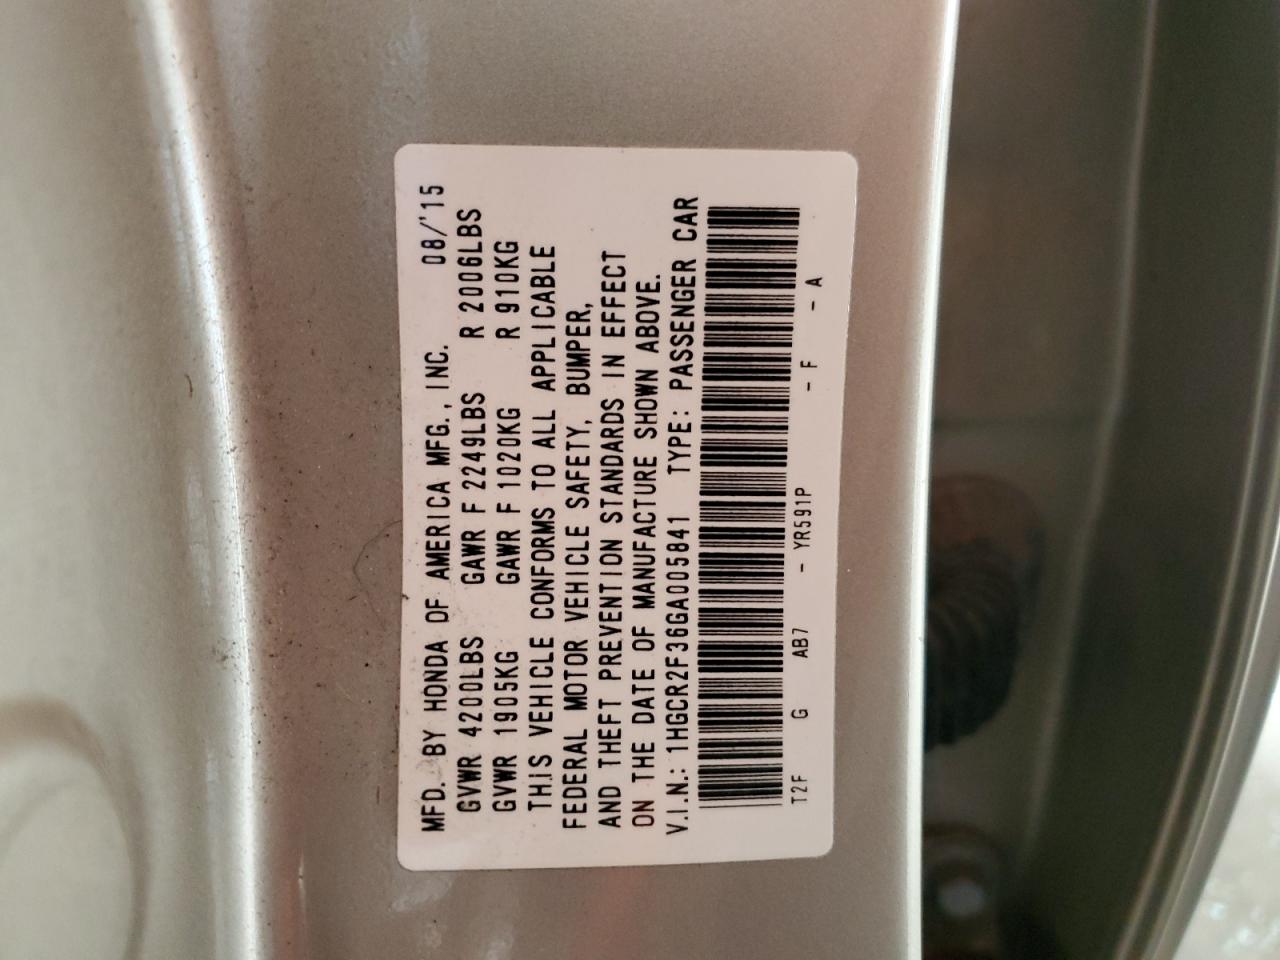 MFD. BY HONDA OF AMERICA MFG., INC. 08/'15
GVWR 4200LBS GAWR F 2249LBS R 2006LBS
GVWR 1905KG GAWR F 1020KG R 910KG
THIS VEHICLE CONFORMS TO ALL APPLICABLE
FEDERAL MOTOR VEHICLE SAFETY, BUMPER,
AND THEFT PREVENTION STANDARDS IN EFFECT
ON THE DATE OF MANUFACTURE SHOWN ABOVE.
V.I.N.: 1HGCR2F36GA005841 TYPE: PASSENGER CAR
T2F G AB7 - YR591P - F - A